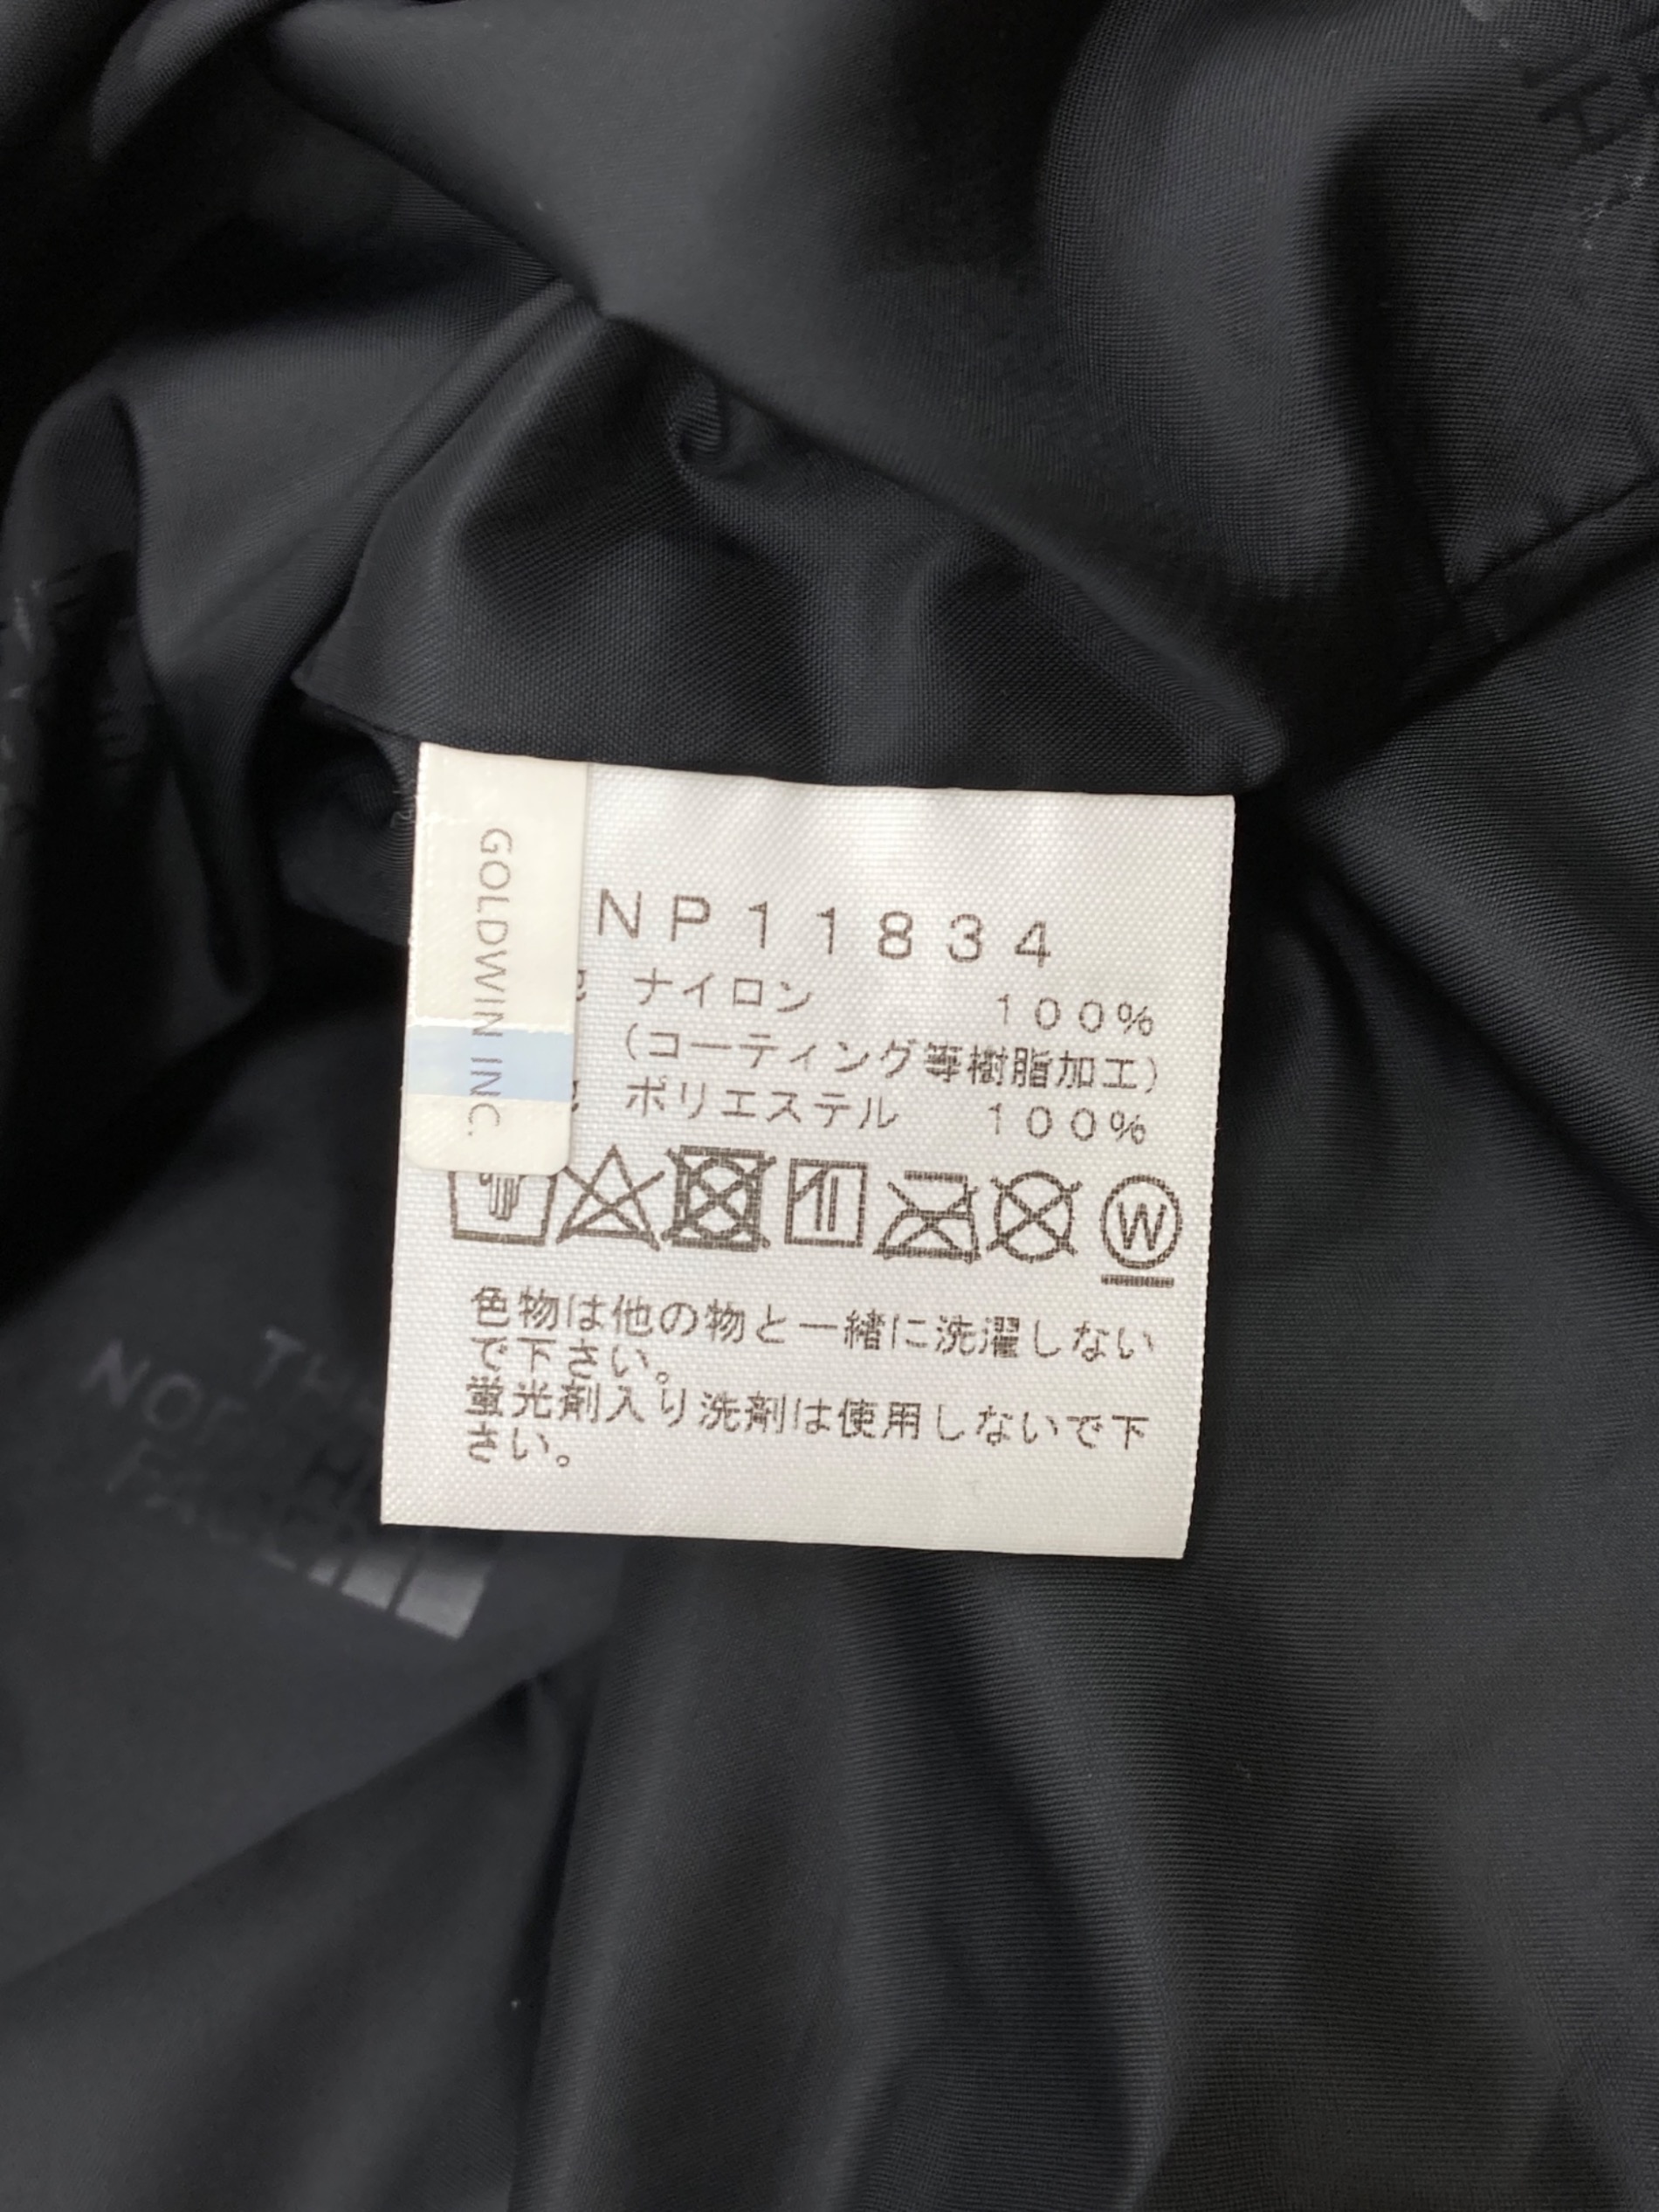 GOLDWIN INC.
NP11834
ナイロン 100%
(コーティング等樹脂加工)
ポリエステル 100%
W
色物は他の物と一緒に洗濯しない
で下さい。
蛍光剤入り洗剤は使用しないで下
さい。
THE